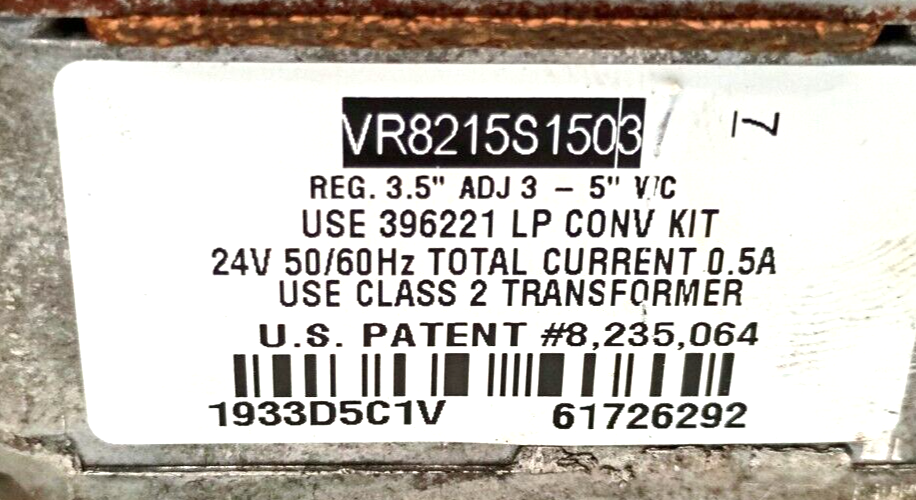 VR8215S1503
7
REG. 3.5" ADJ 3 - 5" W/C
USE 396221 LP CONV KIT
24V 50/60Hz TOTAL CURRENT 0.5A
USE CLASS 2 TRANSFORMER
U.S. PATENT #8,235,064
1933D5C1V 61726292